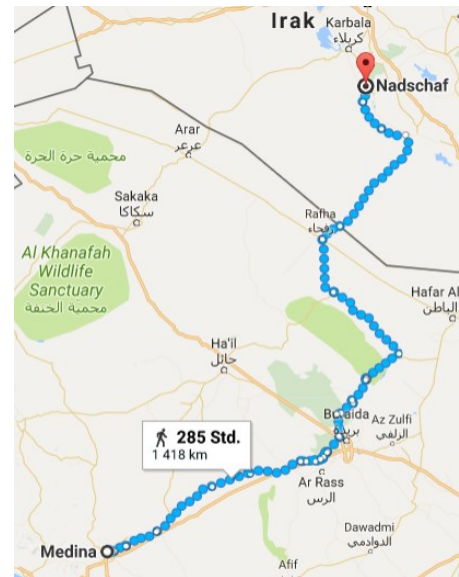 Irak
Karbala
كربلاء
Nadschaf
Arar
عرعر
محمية حرة الحرة
Sakaka
سكاكا
Rafha
رفحاء
Al Khanafah
Wildlife
Sanctuary
محمية الخنفة
Hafar Al
الباطن
Ha'il
حائل
Buraida
بريدة
Az Zulfi
الزلفي
285 Std.
1 418 km
Ar Rass
الرس
Dawadmi
الدوادمي
Medina
Afif
عفيف